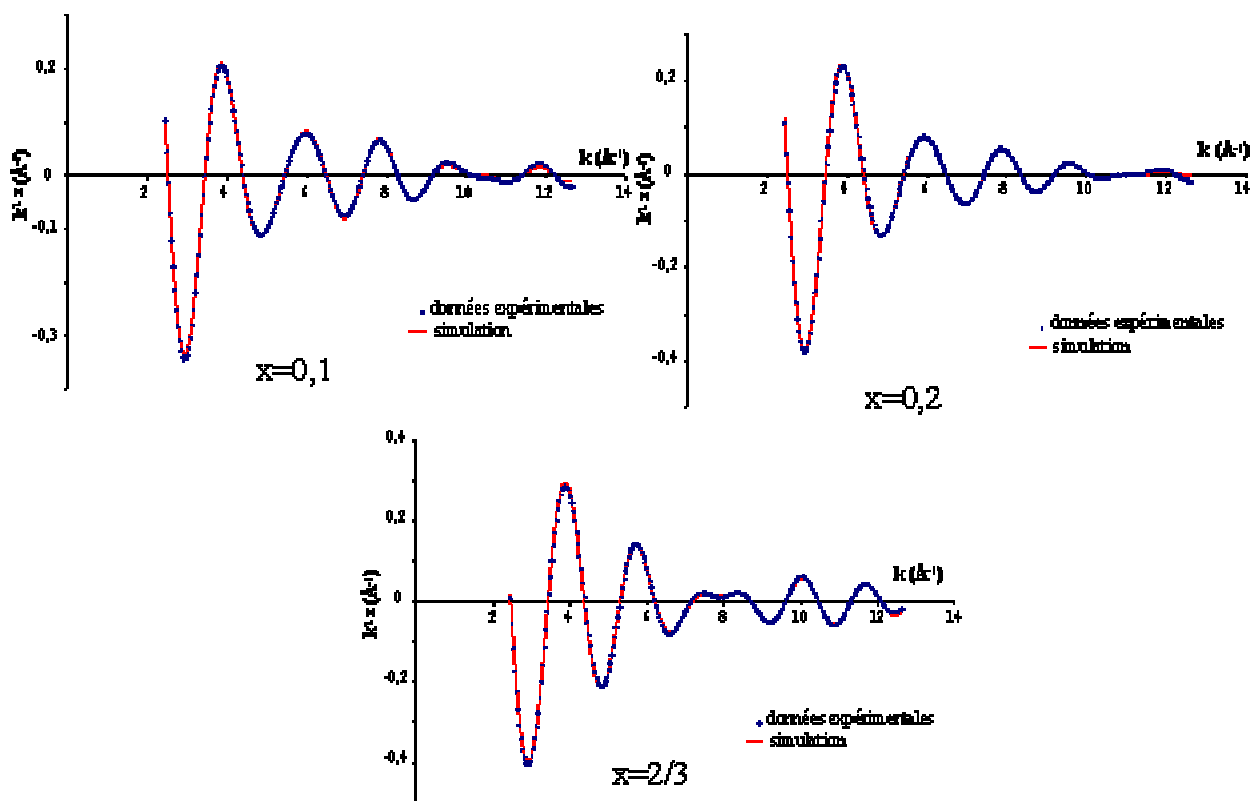 0,2
0
-0,1
-0,3
2
4
6
8
10
12
14
k (Å⁻¹)
données expérimentales
simulation
x=0,1
0,2
0
-0,2
-0,4
2
4
6
8
10
12
14
k (Å⁻¹)
données expérimentales
simulation
x=0,2
0,4
0,2
0
-0,2
-0,4
2
4
6
8
10
12
14
k (Å⁻¹)
données expérimentales
simulation
x=2/3